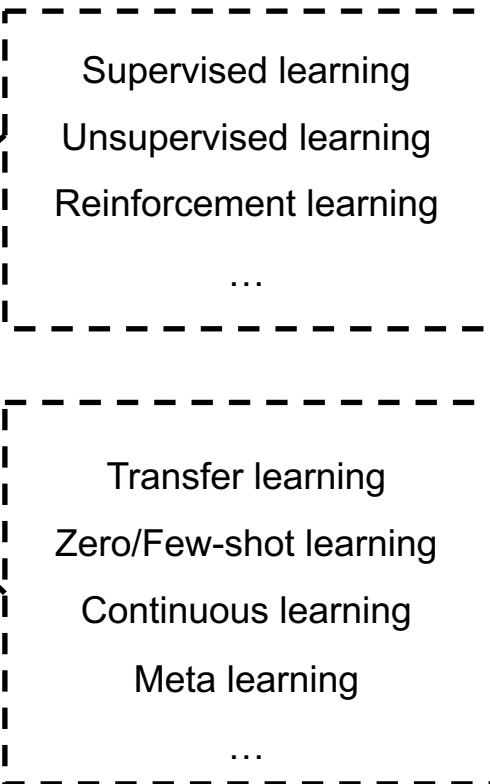 Supervised learning
Unsupervised learning
Reinforcement learning
…
Transfer learning
Zero/Few-shot learning
Continuous learning
Meta learning
…